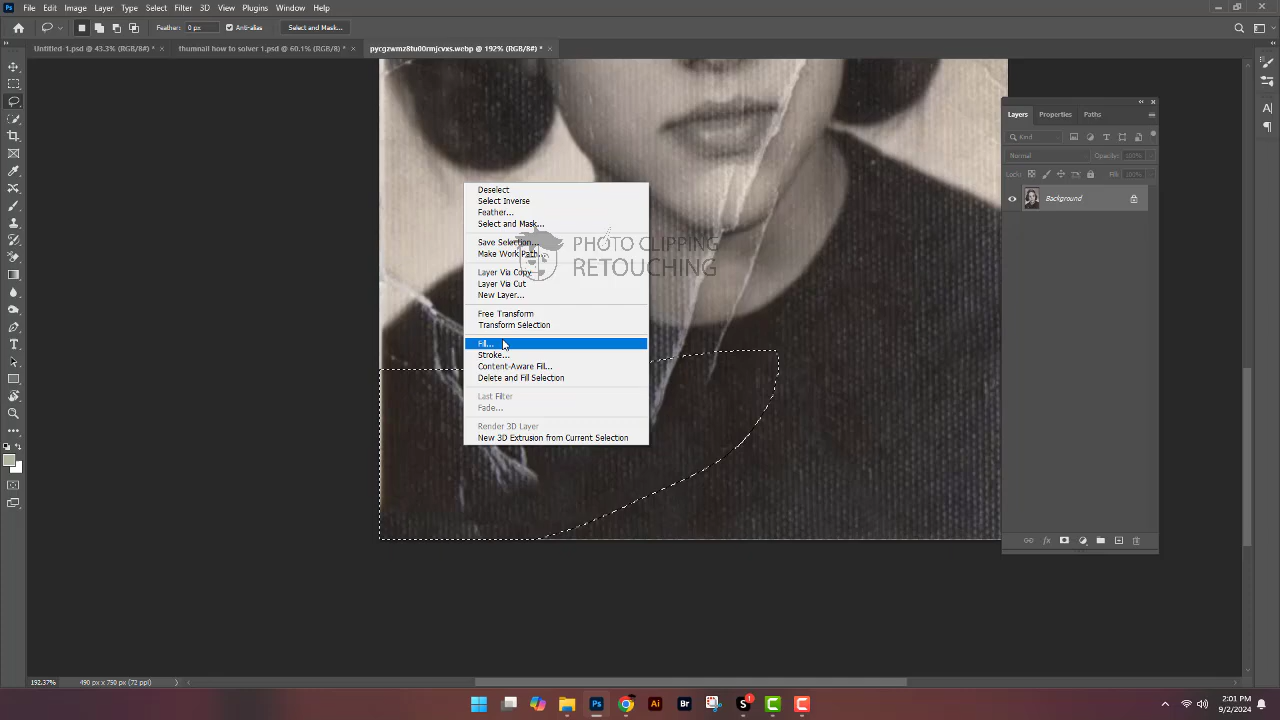 File Edit Image Layer Type Select Filter 3D View Plugins Window Help
Feather: 0 px Anti-alias Select and Mask...
Untitled-1.psd @ 43.3% (RGB/8#) * × thumnail how to solver 1.psd @ 60.1% (RGB/8) * × pycgzwmz8tu00rmjcvxs.webp @ 192% (RGB/8#) * ×
Layers Properties Paths
Kind
Normal Opacity: 100%
Lock: Fill: 100%
Background
Deselect
Select Inverse
Feather...
Select and Mask...
Save Selection...
Make Work Path...
Layer Via Copy
Layer Via Cut
New Layer...
Free Transform
Transform Selection
Fill...
Stroke...
Content-Aware Fill...
Delete and Fill Selection
Last Filter
Fade...
Render 3D Layer
New 3D Extrusion from Current Selection
PHOTO CLIPPING
RETOUCHING
192.37% 490 px x 750 px (72 ppi)
2:01 PM
9/2/2024